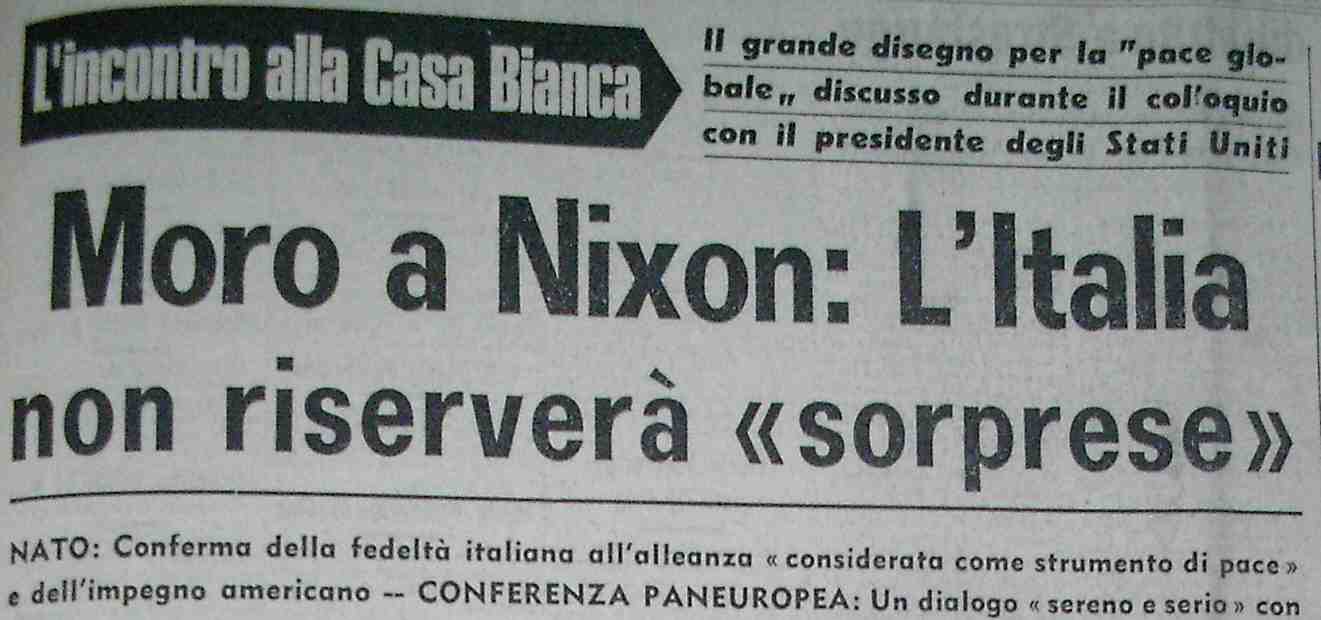 L'incontro alla Casa Bianca
Il grande disegno per la "pace glo-
bale„ discusso durante il colloquio
con il presidente degli Stati Uniti
Moro a Nixon: L'Italia
non riserverà «sorprese»
NATO: Conferma della fedeltà italiana all'alleanza « considerata come strumento di pace »
e dell'impegno americano -- CONFERENZA PANEUROPEA: Un dialogo « sereno e serio » con